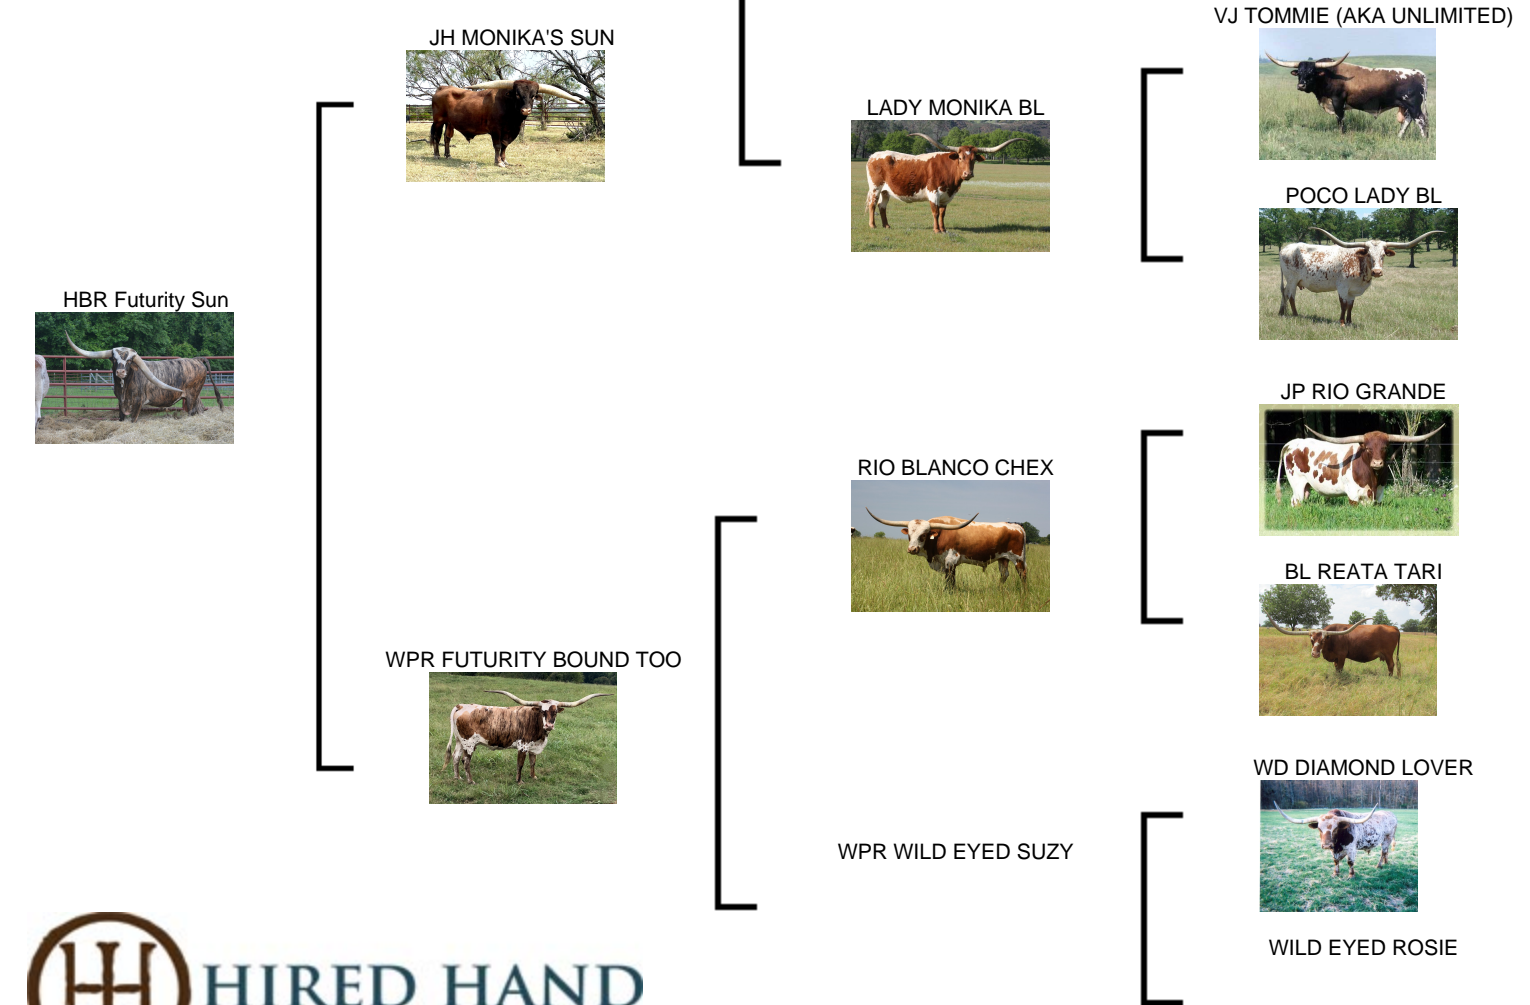 VJ TOMMIE (AKA UNLIMITED)
JH MONIKA'S SUN
LADY MONIKA BL
POCO LADY BL
HBR Futurity Sun
JP RIO GRANDE
RIO BLANCO CHEX
BL REATA TARI
WPR FUTURITY BOUND TOO
WD DIAMOND LOVER
WPR WILD EYED SUZY
WILD EYED ROSIE
HIRED HAND